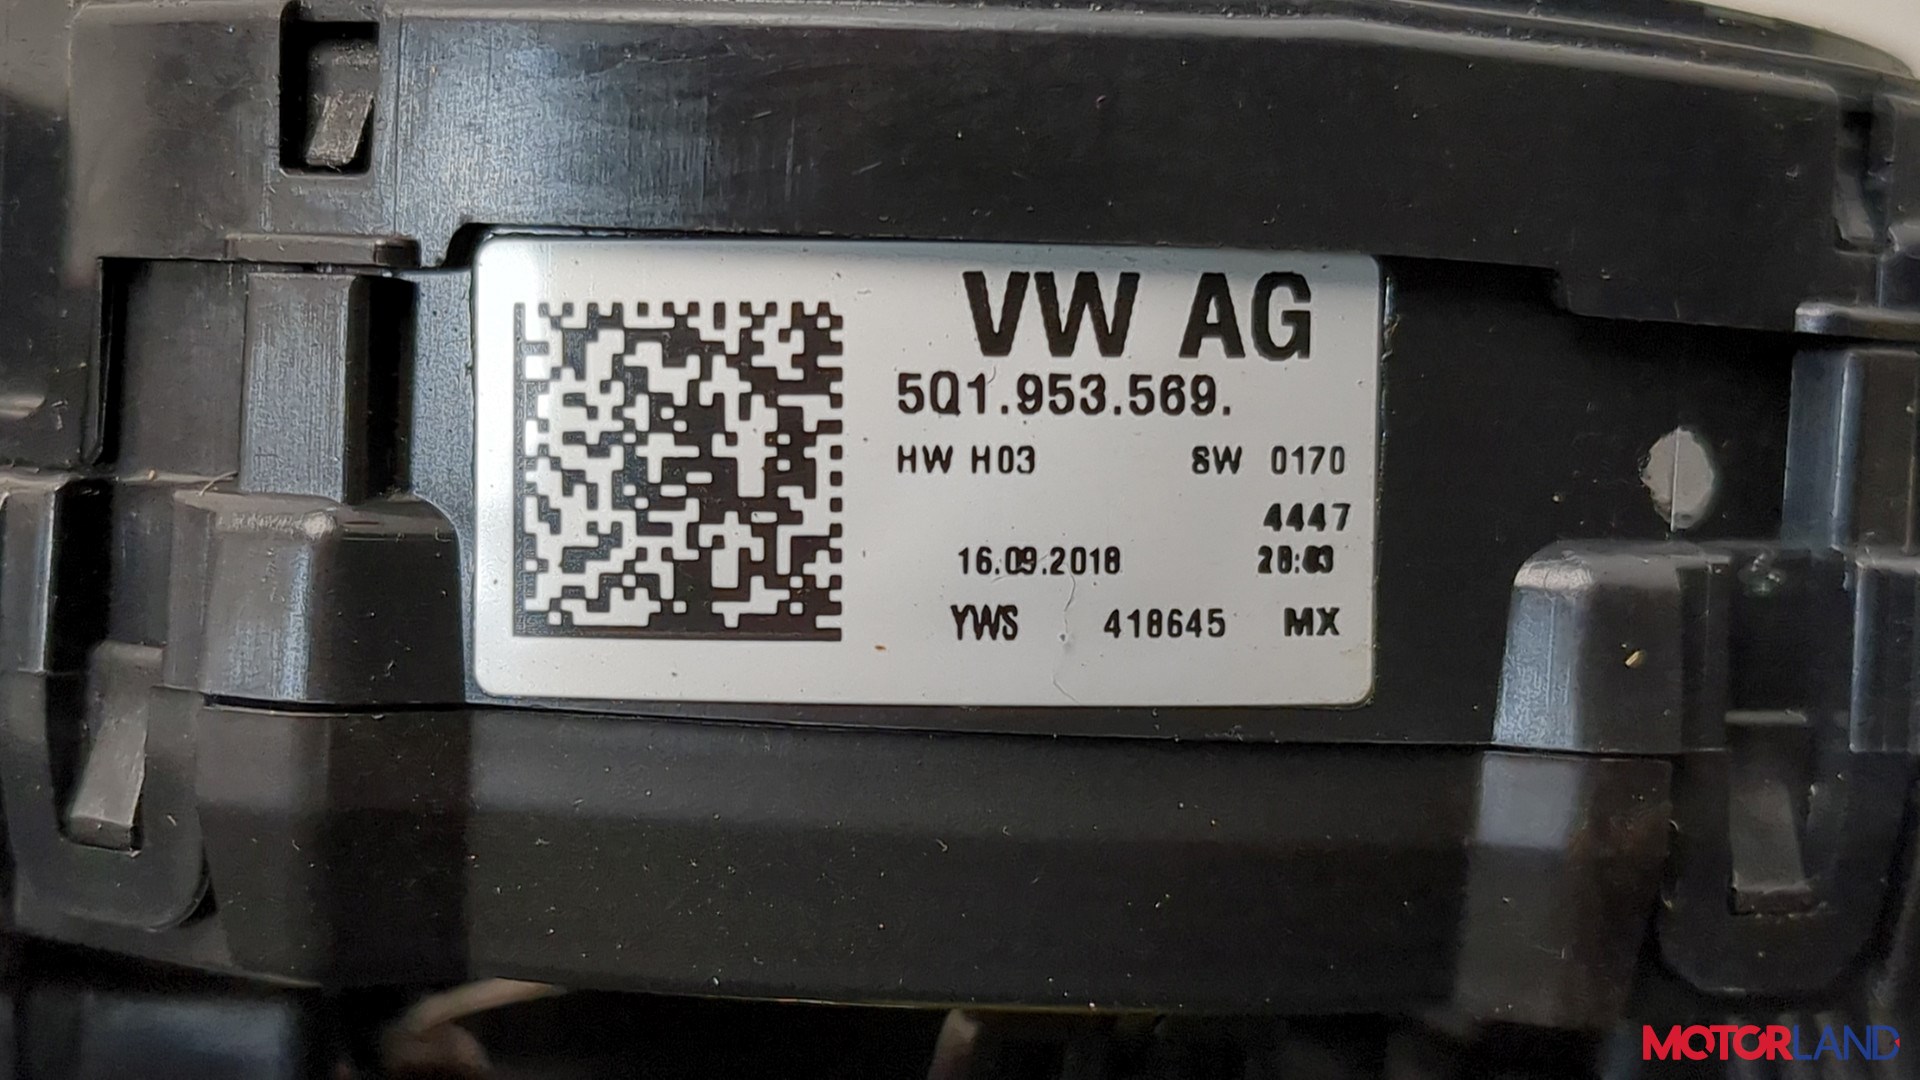 VW AG
5Q1.953.569.
HW H03 SW 0170
4447
16.09.2018
YWS 418645 MX
MOTORLAND